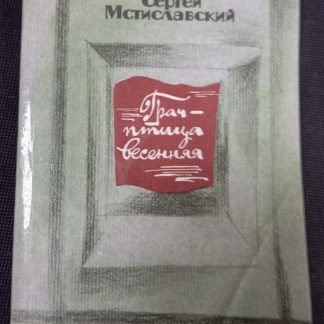 Сергей
Мстиславский
Грач –
птица
весенняя